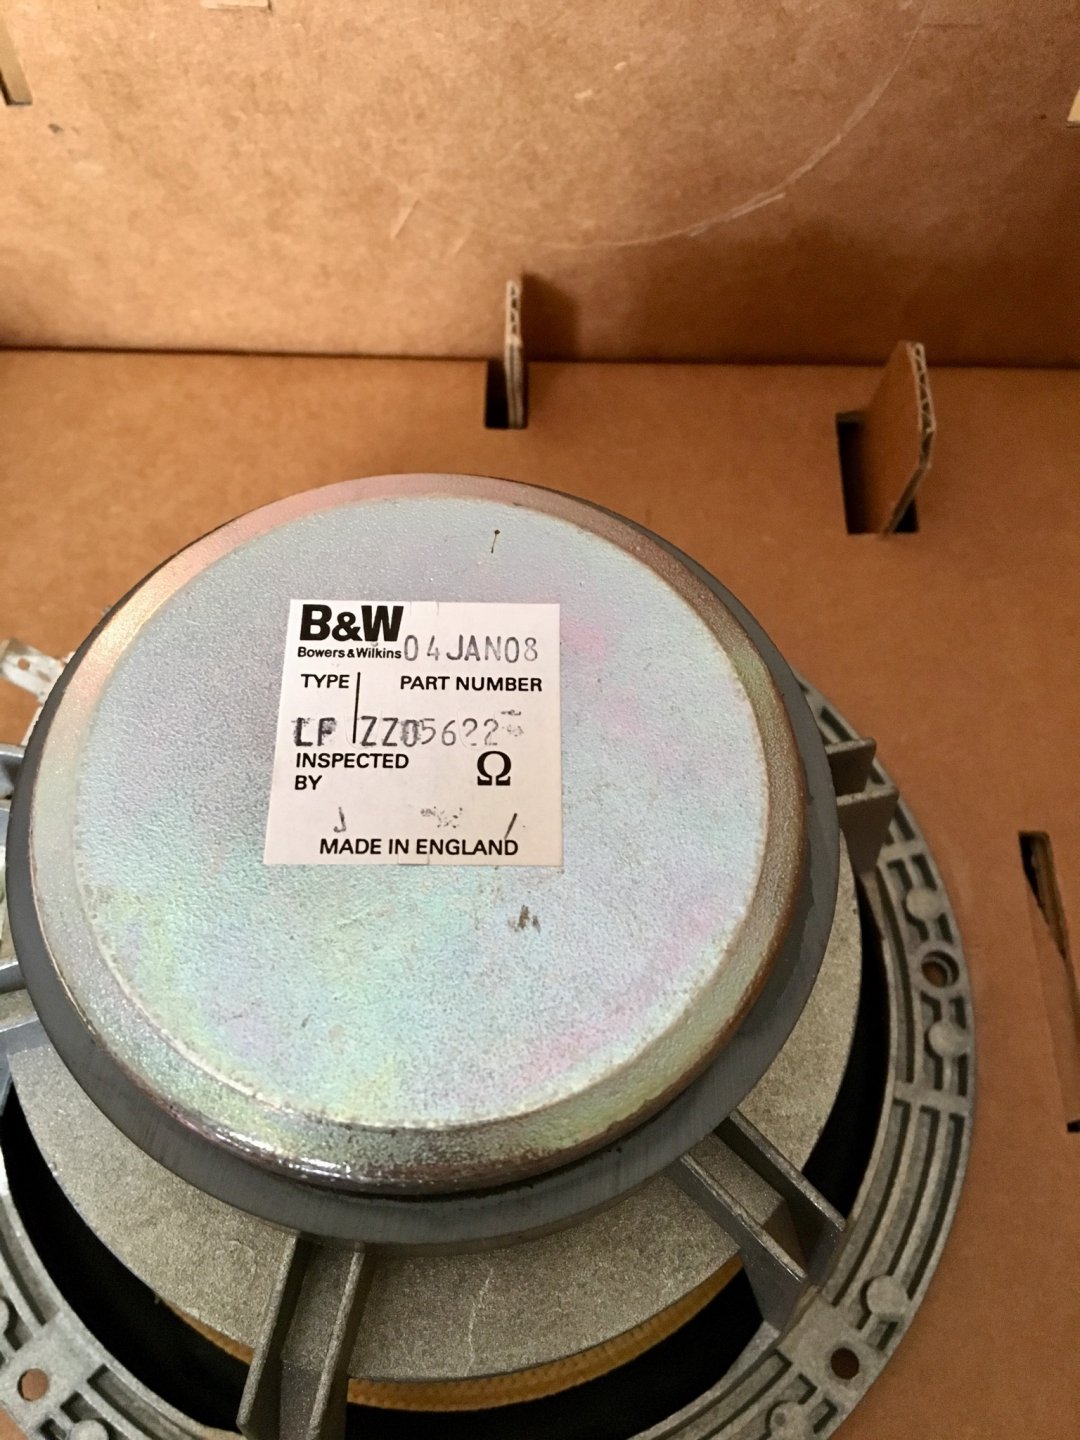 B&W
Bowers & Wilkins 04JAN08
TYPE PART NUMBER
LF ZZ05622
INSPECTED
BY Ω
MADE IN ENGLAND